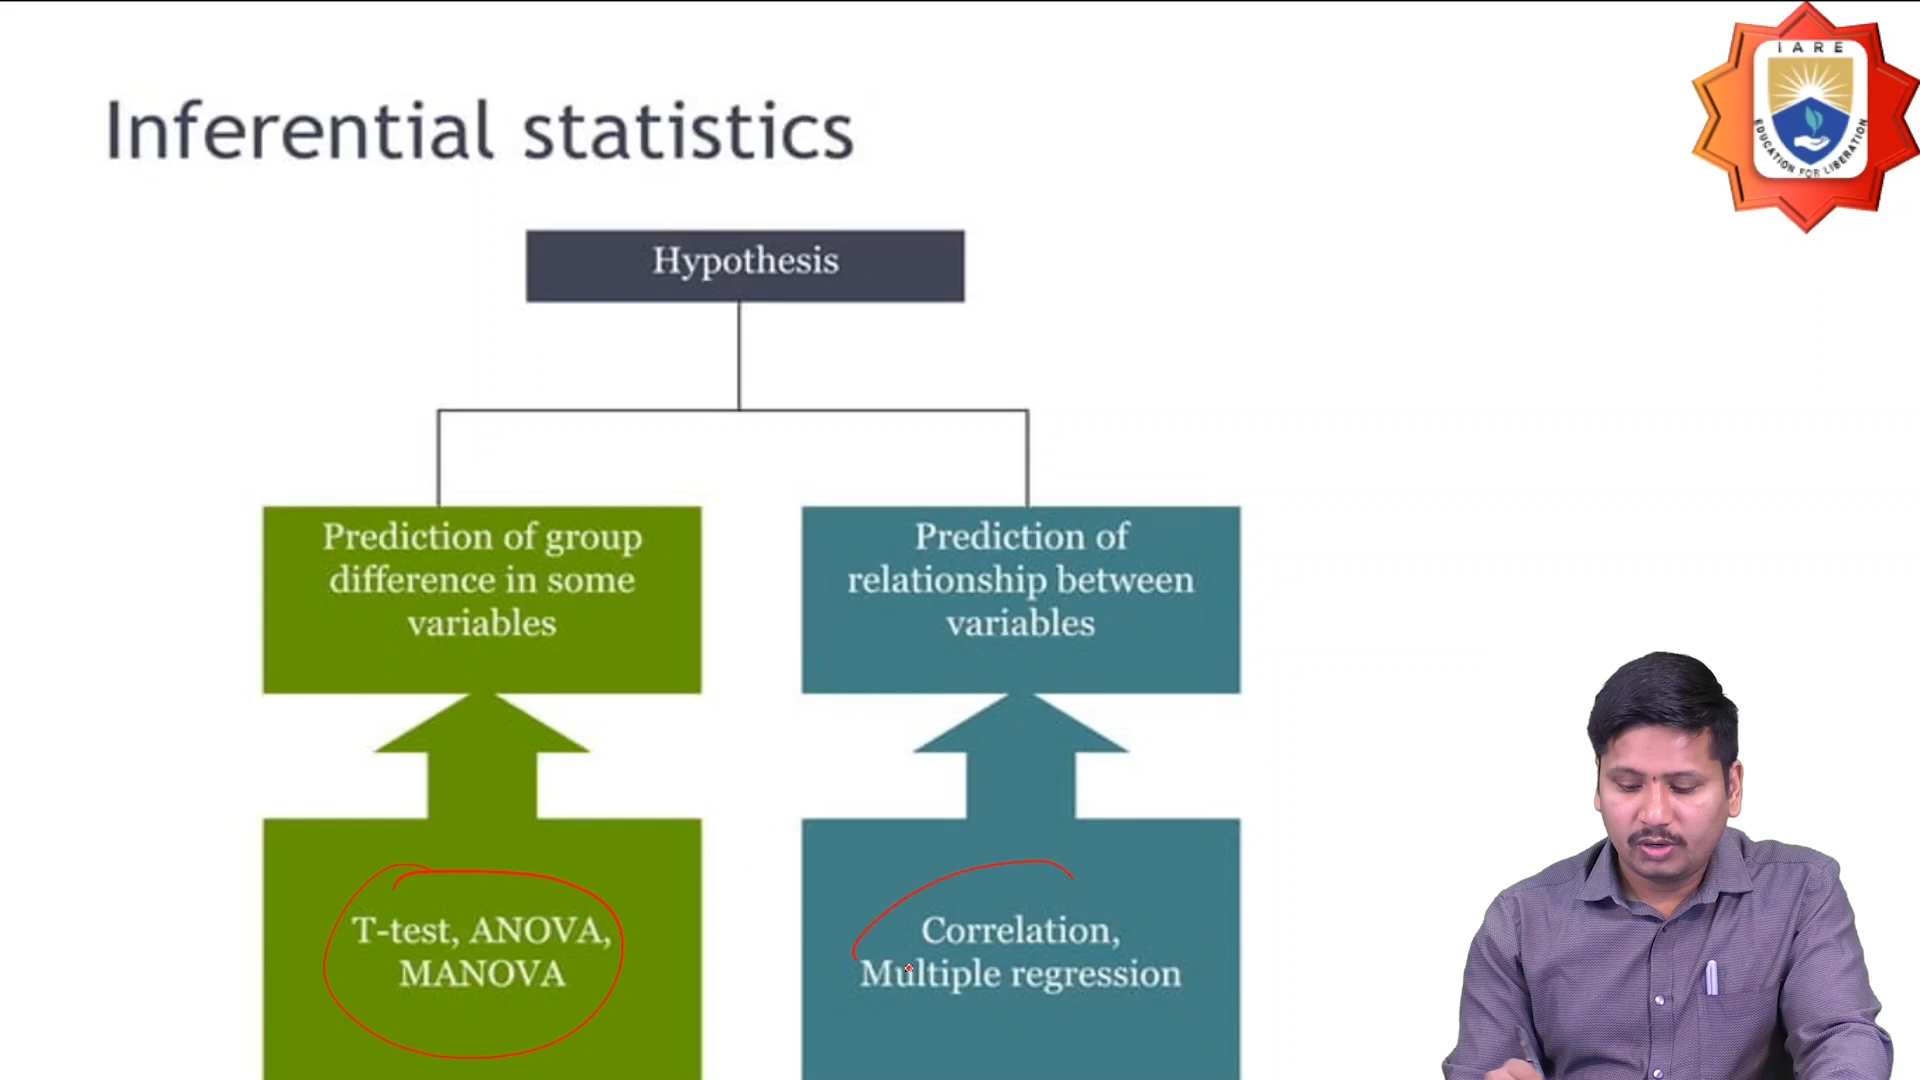 IARE
EDUCATION FOR LIBERATION
Inferential statistics
Hypothesis
Prediction of group
difference in some
variables
Prediction of
relationship between
variables
T-test, ANOVA,
MANOVA
Correlation,
Multiple regression